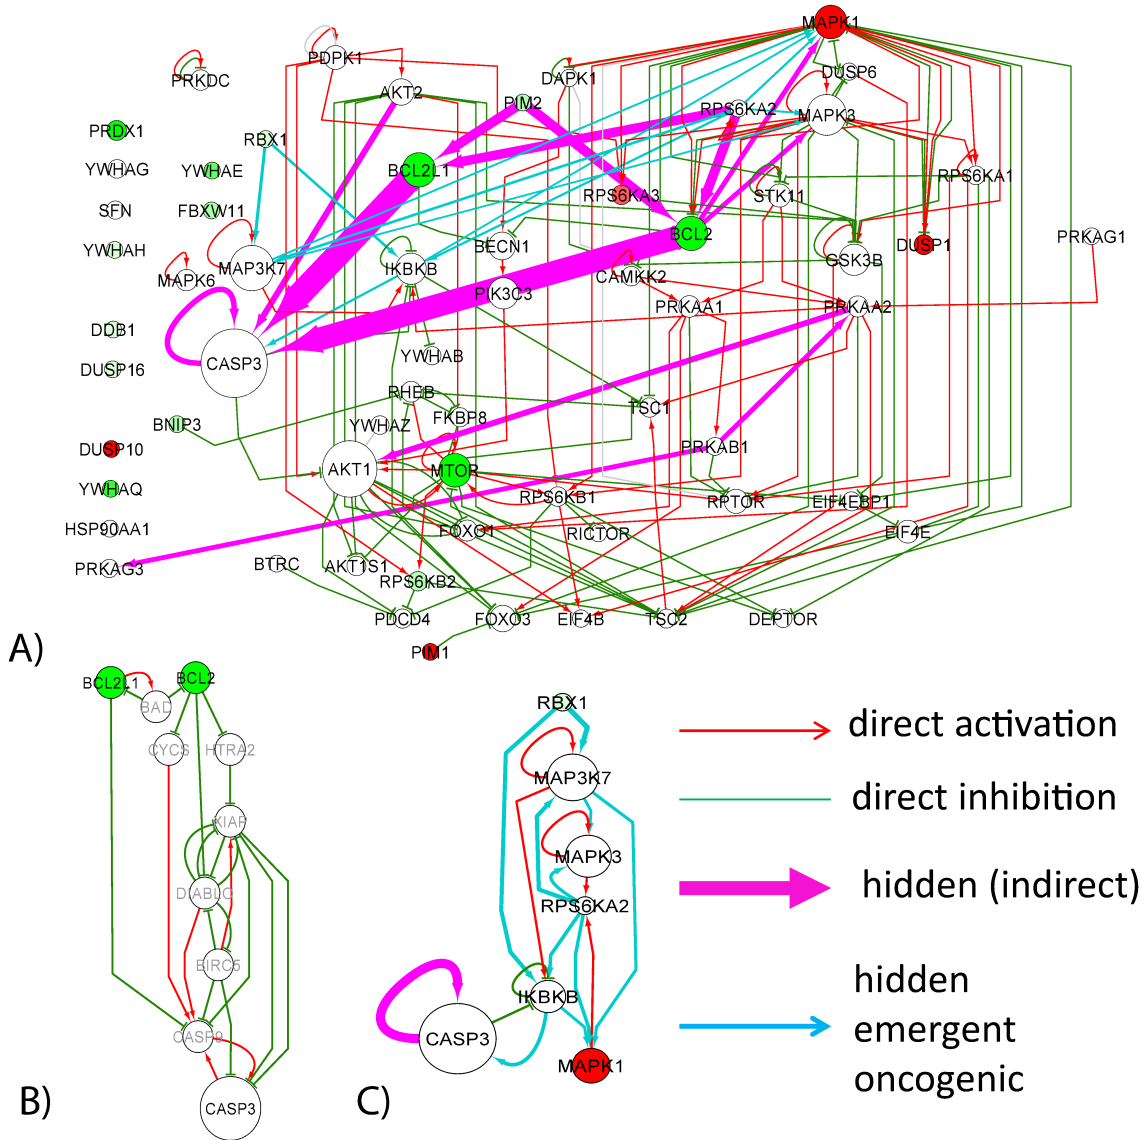 MAPK1
PDPK1
DAPK1
DUSP6
PRKDC
AKT2
PIM2
RPS6KA2
MAPK3
PRDX1
RBX1
YWHAG
YWHAE
BCL2L1
RPS6KA1
SFN
FBXW11
RPS6KA3
STK11
YWHAH
BCL2
DUSP1
PRKAG1
BECN1
MAP3K7
IKBKB
GSK3B
MAPK6
CAMKK2
PIK3C3
PRKAA1
PRKAA2
DDB1
CASP3
YWHAB
DUSP16
RHEB
TSC1
BNIP3
YWHAZ
FKBP8
DUSP10
PRKAB1
AKT1
MTOR
YWHAQ
RPS6KB1
RPTOR
EIF4EBP1
HSP90AA1
FOXO1
RICTOR
EIF4E
PRKAG3
BTRC
AKT1S1
RPS6KB2
PDCD4
FOXO3
EIF4B
TSC2
DEPTOR
PIM1
A)
BCL2L1
BCL2
BAD
CYCS
HTRA2
XIAP
DIABLO
BIRC5
CASP9
CASP3
B)
RBX1
MAP3K7
MAPK3
RPS6KA2
IKBKB
CASP3
MAPK1
C)
direct activation
direct inhibition
hidden (indirect)
hidden
emergent
oncogenic